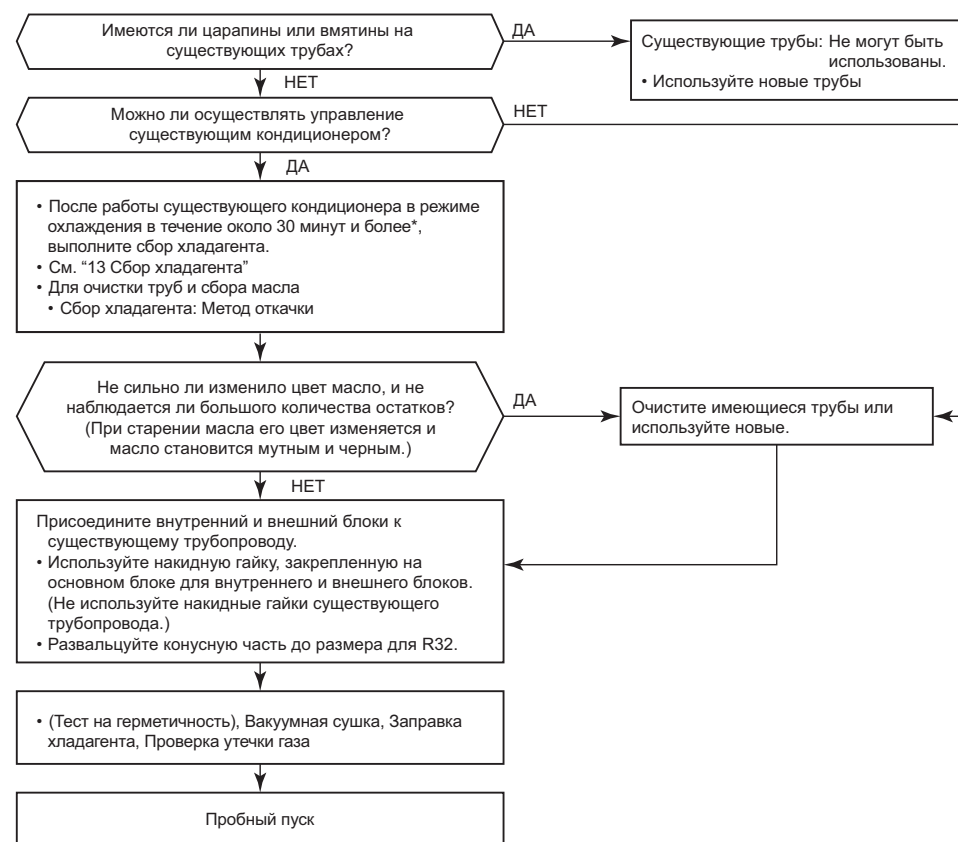 Имеются ли царапины или вмятины на
существующих трубах?
ДА
Существующие трубы: Не могут быть
использованы.
• Используйте новые трубы
НЕТ
Можно ли осуществлять управление
существующим кондиционером?
НЕТ
ДА
• После работы существующего кондиционера в режиме
охлаждения в течение около 30 минут и более*,
выполните сбор хладагента.
• См. “13 Сбор хладагента”
• Для очистки труб и сбора масла
• Сбор хладагента: Метод откачки
Не сильно ли изменило цвет масло, и не
наблюдается ли большого количества остатков?
(При старении масла его цвет изменяется и
масло становится мутным и черным.)
ДА
Очистите имеющиеся трубы или
используйте новые.
НЕТ
Присоедините внутренний и внешний блоки к
существующему трубопроводу.
• Используйте накидную гайку, закрепленную на
основном блоке для внутреннего и внешнего блоков.
(Не используйте накидные гайки существующего
трубопровода.)
• Развальцуйте конусную часть до размера для R32.
• (Тест на герметичность), Вакуумная сушка, Заправка
хладагента, Проверка утечки газа
Пробный пуск